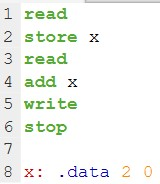 1 read
2 store x
3 read
4 add x
5 write
6 stop
7
8 x: .data 2 0